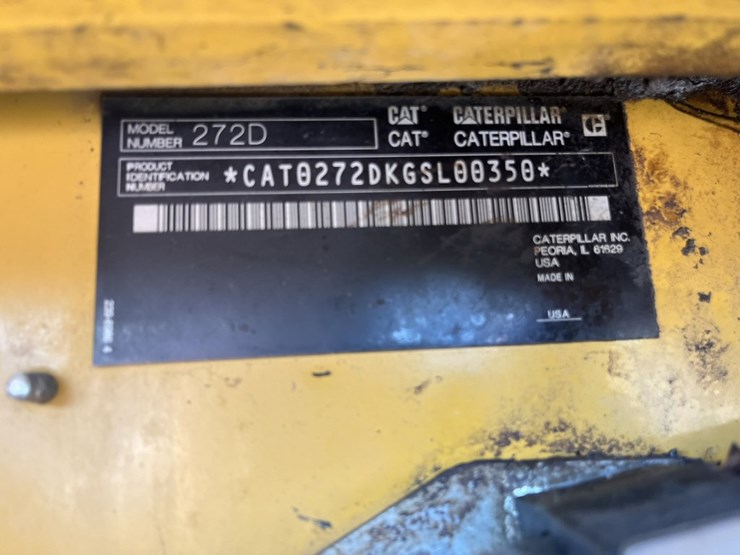 CAT® CATERPILLAR®
MODEL NUMBER 272D CAT® CATERPILLAR®
PRODUCT IDENTIFICATION NUMBER *CAT0272DKGSL00350*
CATERPILLAR INC.
PEORIA, IL 61629
USA
MADE IN
USA